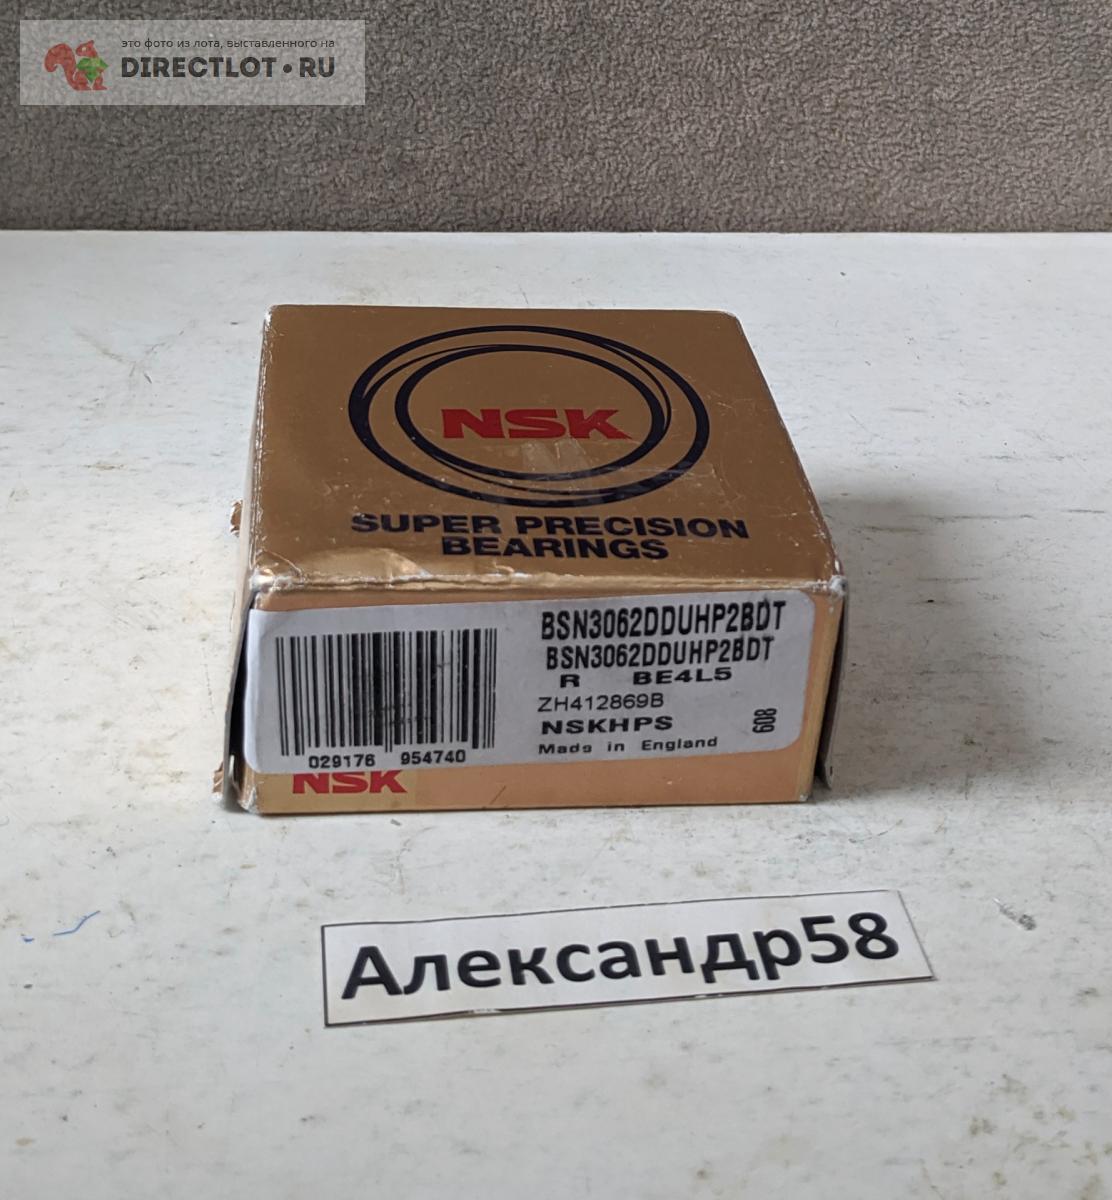 это фото из лота, выставленного на
DIRECTLOT•RU
NSK
SUPER PRECISION
BEARINGS
BSN3062DDUHP2BDT
BSN3062DDUHP2BDT
R BE4L5
ZH412869B
NSKHPS
608
Made in England
029176 954740
NSK
Александр58